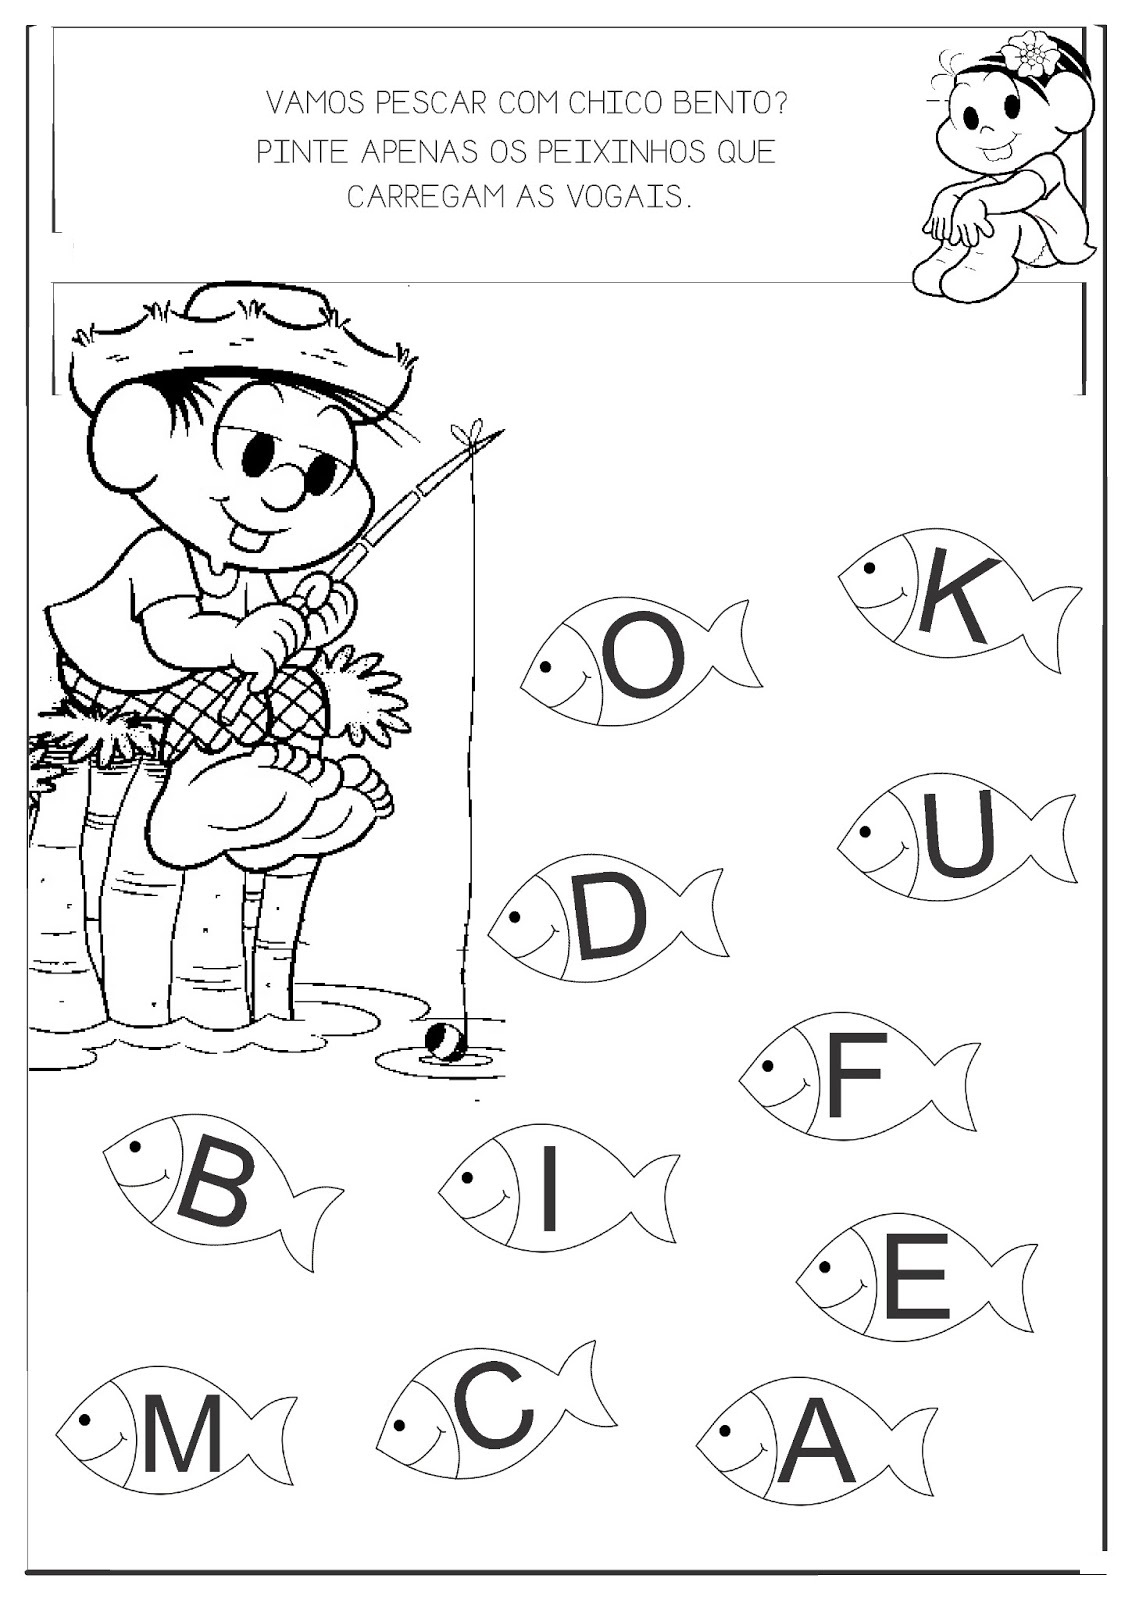 VAMOS PESCAR COM CHICO BENTO?
PINTE APENAS OS PEIXINHOS QUE
CARREGAM AS VOGAIS.
K
O
U
D
F
B
I
E
M
C
A